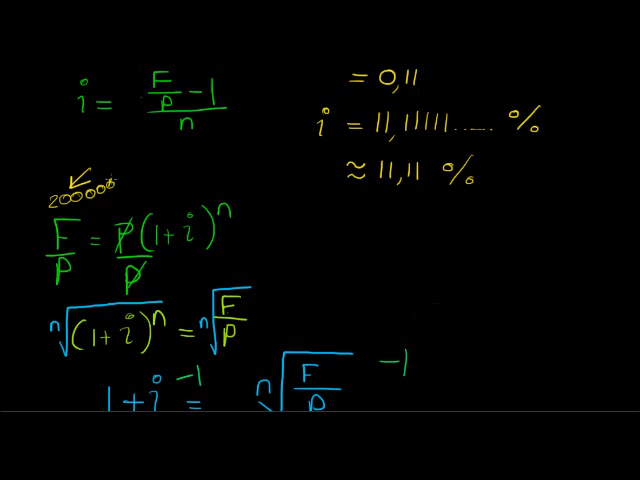 i = (F/P - 1)/n
= 0,11
i = 11,11111..... %
≈ 11,11 %
200000
F/P = P(1+i)^n/P
ⁿ√(1+i)^n = ⁿ√F/P
1+i -1 = ⁿ√F/P -1